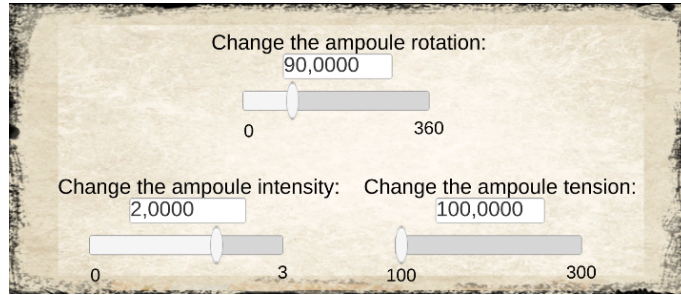 Change the ampoule rotation:
90,0000
0 360
Change the ampoule intensity: Change the ampoule tension:
2,0000 100,0000
0 3 100 300